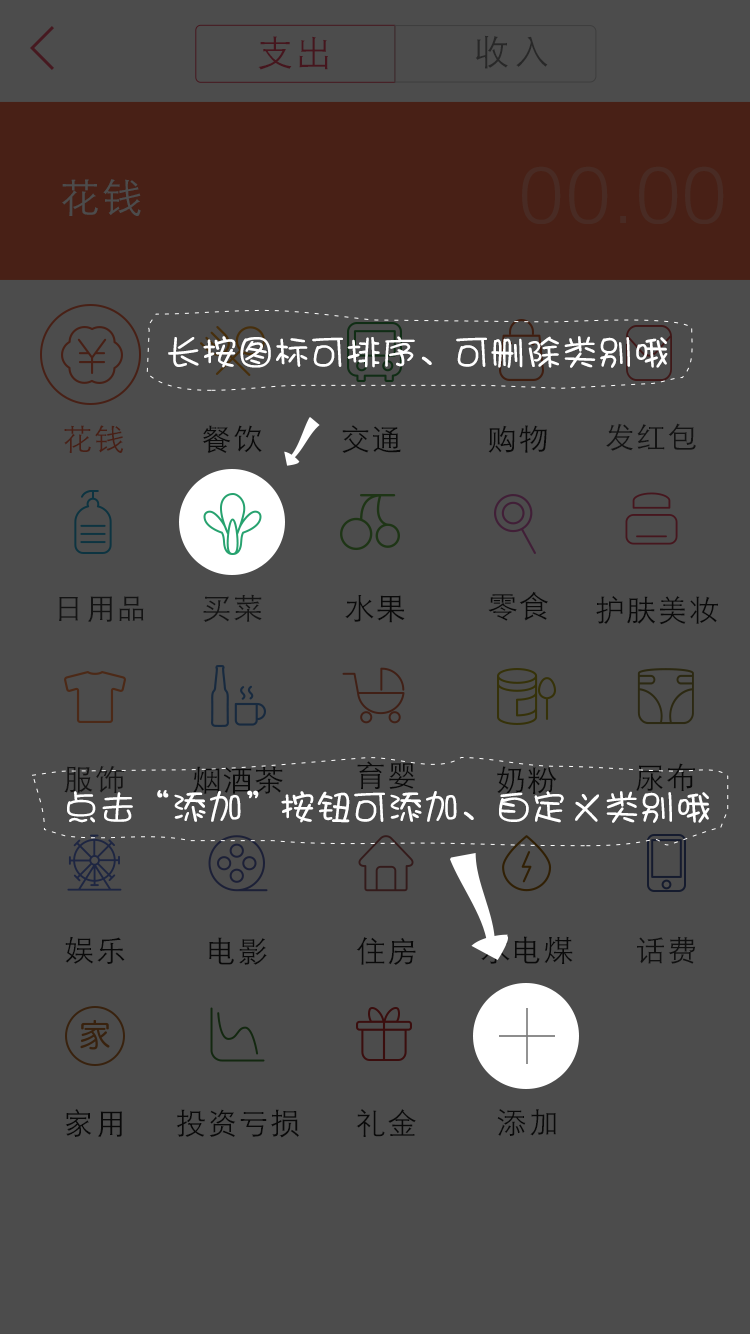 支出 收入
花钱 00.00
长按图标可排序、可删除类别哦
花钱 餐饮 交通 购物 发红包
日用品 买菜 水果 零食 护肤美妆
服饰 烟酒茶 育婴 奶粉 尿布
点击“添加”按钮可添加、自定义类别哦
娱乐 电影 住房 水电煤 话费
家
家用 投资亏损 礼金 添加